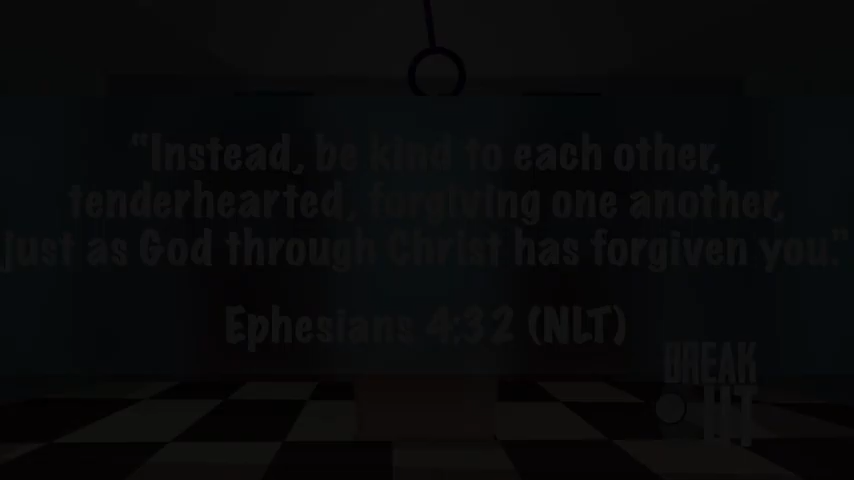 "Instead, be kind to each other,
tenderhearted, forgiving one another,
just as God through Christ has forgiven you."
Ephesians 4:32 (NLT)
BREAK